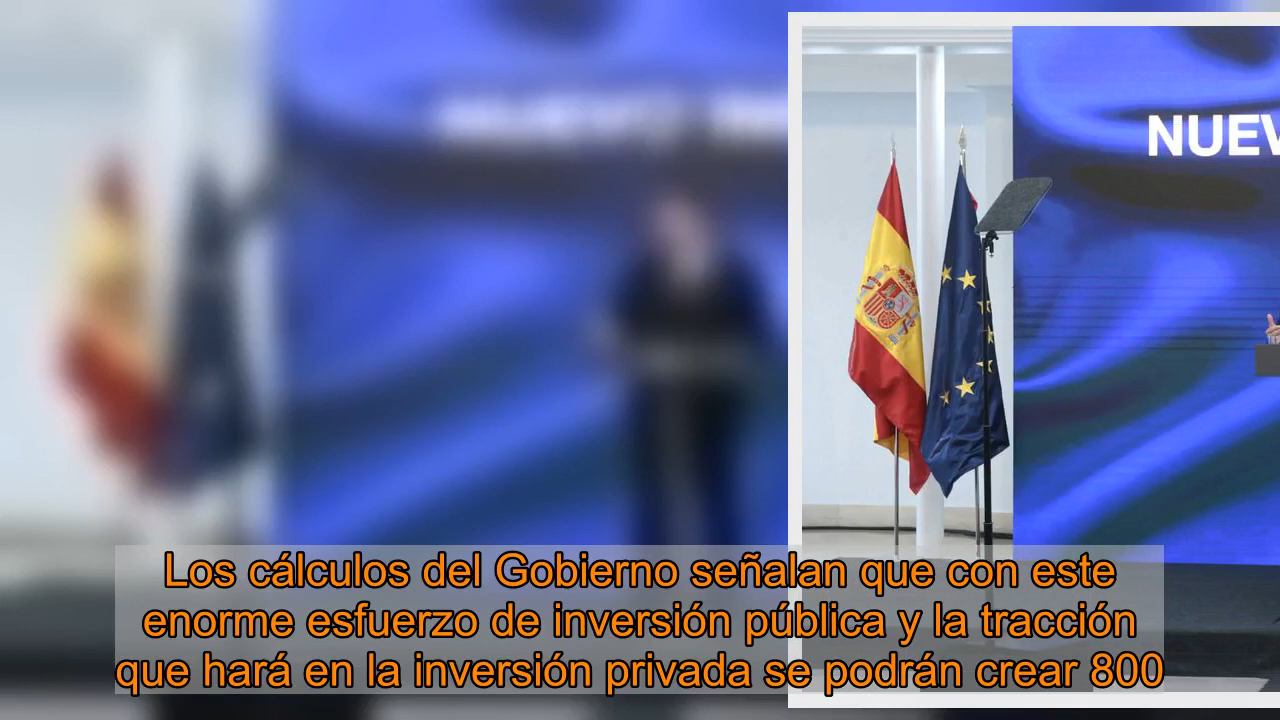 NUEV
Los cálculos del Gobierno señalan que con este
enorme esfuerzo de inversión pública y la tracción
que hará en la inversión privada se podrán crear 800